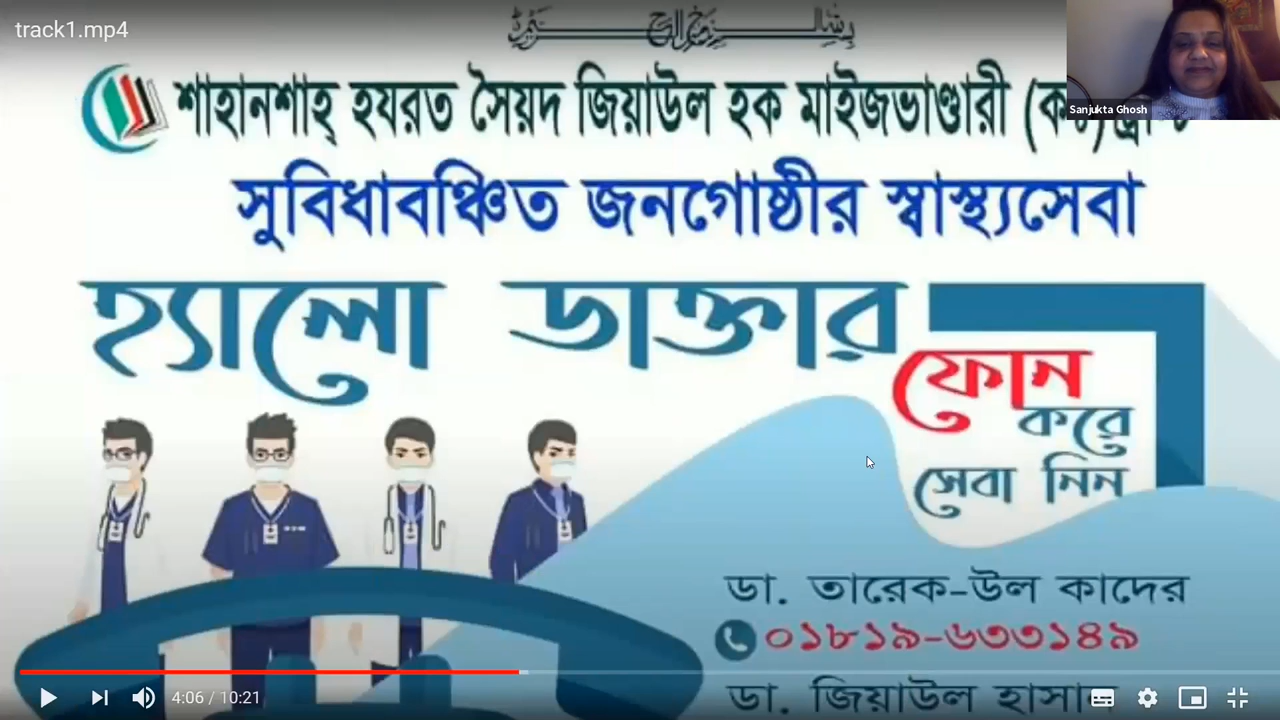 track1.mp4
Sanjukta Ghosh
শাহানশাহ্ হযরত সৈয়দ জিয়াউল হক মাইজভাণ্ডারী
সুবিধাবঞ্চিত জনগোষ্ঠীর স্বাস্থ্যসেবা
হ্যালো ডাক্তার
ফোন
করে
সেবা নিন
ডা. তারেক-উল কাদের
০১৮১৯-৬৩৩১৪৯
ডা. জিয়াউল হাসান
4:06 / 10:21